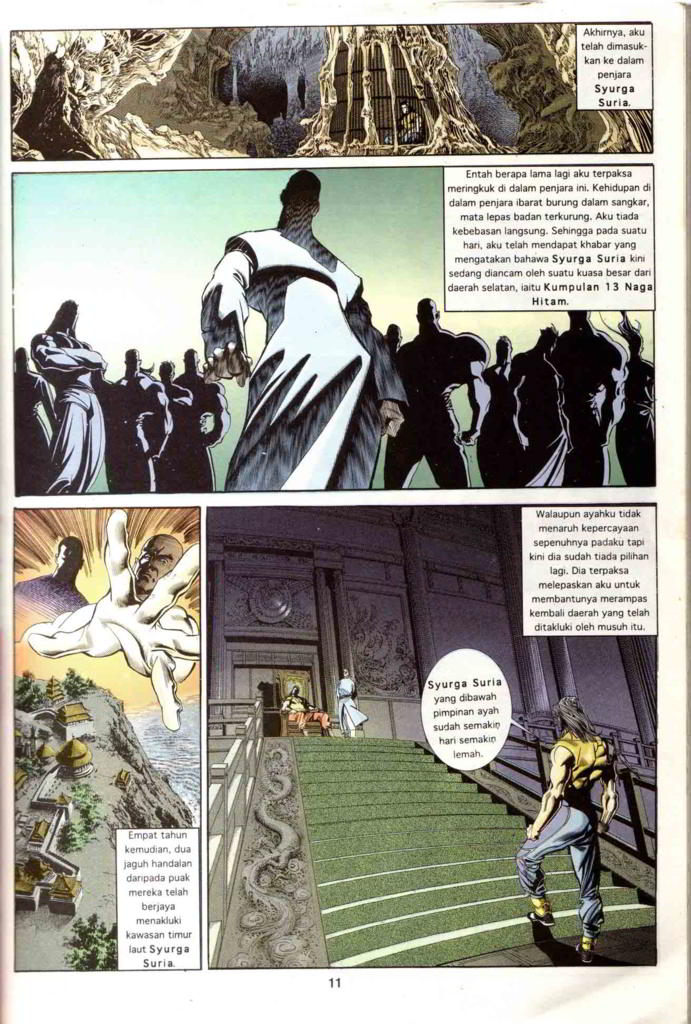 Akhirnya, aku
telah dimasuk-
kan ke dalam
penjara
Syurga
Suria.
Entah berapa lama lagi aku terpaksa
meringkuk di dalam penjara ini. Kehidupan di
dalam penjara ibarat burung dalam sangkar,
mata lepas badan terkurung. Aku tiada
kebebasan langsung. Sehingga pada suatu
hari, aku telah mendapat khabar yang
mengatakan bahawa Syurga Suria kini
sedang diancam oleh suatu kuasa besar dari
daerah selatan, iaitu Kumpulan 13 Naga
Hitam.
Empat tahun
kemudian, dua
jaguh handalan
daripada puak
mereka telah
berjaya
menakluki
kawasan timur
laut Syurga
Suria.
Walaupun ayahku tidak
menaruh kepercayaan
sepenuhnya padaku tapi
kini dia sudah tiada pilihan
lagi. Dia terpaksa
melepaskan aku untuk
membantunya merampas
kembali daerah yang telah
ditakluki oleh musuh itu.
Syurga Suria
yang dibawah
pimpinan ayah
sudah semakin
hari semakin
lemah.
11